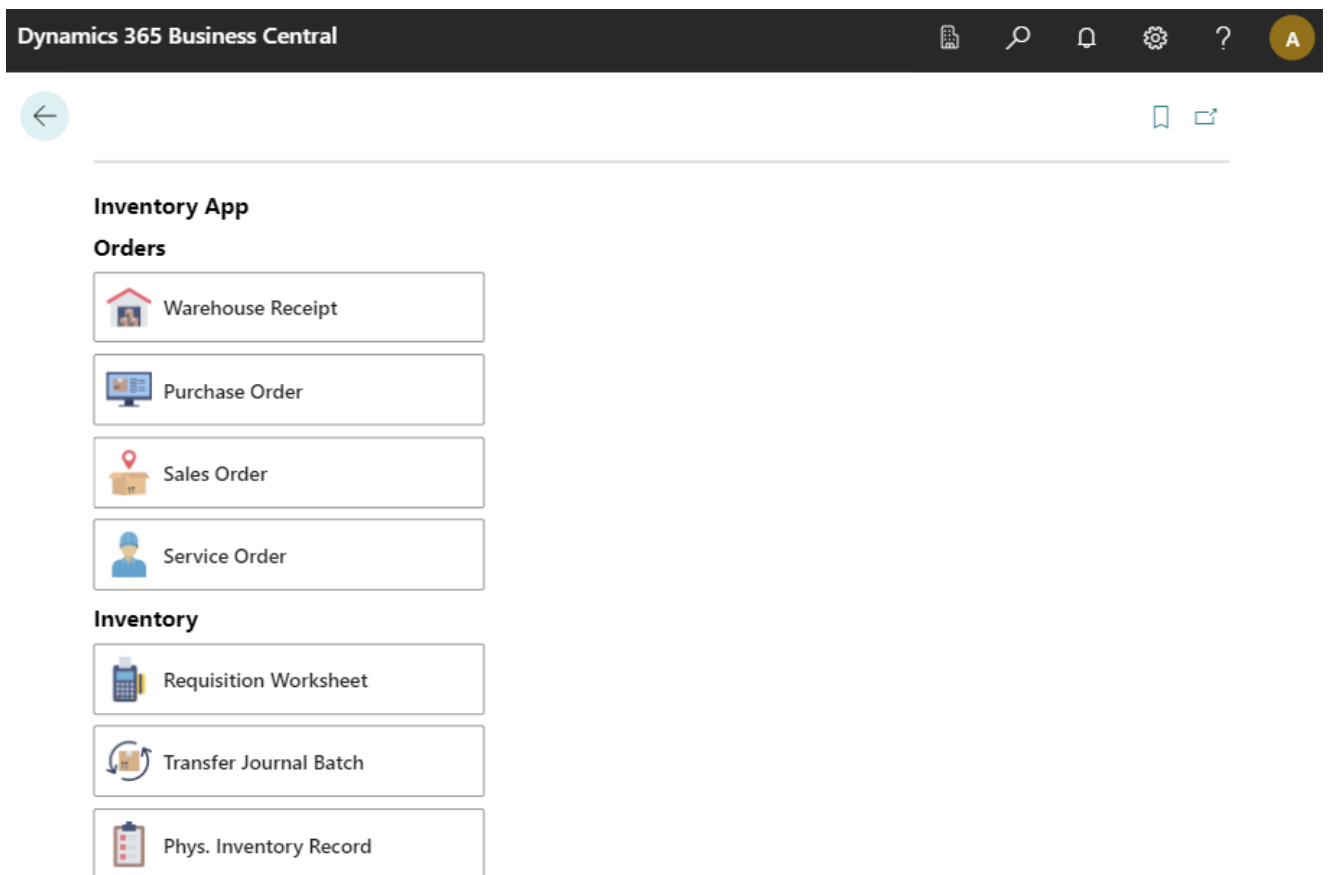 Dynamics 365 Business Central
A
Inventory App
Orders
Warehouse Receipt
Purchase Order
Sales Order
Service Order
Inventory
Requisition Worksheet
Transfer Journal Batch
Phys. Inventory Record